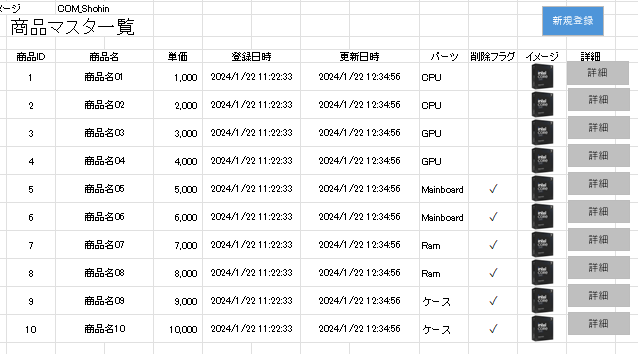 メージ COM_Shohin
商品マスタ一覧 新規登録
商品ID 商品名 単価 登録日時 更新日時 パーツ 削除フラグ イメージ 詳細
1 商品名01 1,000 2024/1/22 11:22:33 2024/1/22 12:34:56 CPU 詳細
2 商品名02 2,000 2024/1/22 11:22:33 2024/1/22 12:34:56 CPU 詳細
3 商品名03 3,000 2024/1/22 11:22:33 2024/1/22 12:34:56 GPU 詳細
4 商品名04 4,000 2024/1/22 11:22:33 2024/1/22 12:34:56 GPU 詳細
5 商品名05 5,000 2024/1/22 11:22:33 2024/1/22 12:34:56 Mainboard ✓ 詳細
6 商品名06 6,000 2024/1/22 11:22:33 2024/1/22 12:34:56 Mainboard ✓ 詳細
7 商品名07 7,000 2024/1/22 11:22:33 2024/1/22 12:34:56 Ram ✓ 詳細
8 商品名08 8,000 2024/1/22 11:22:33 2024/1/22 12:34:56 Ram ✓ 詳細
9 商品名09 9,000 2024/1/22 11:22:33 2024/1/22 12:34:56 ケース ✓ 詳細
10 商品名10 10,000 2024/1/22 11:22:33 2024/1/22 12:34:56 ケース ✓ 詳細